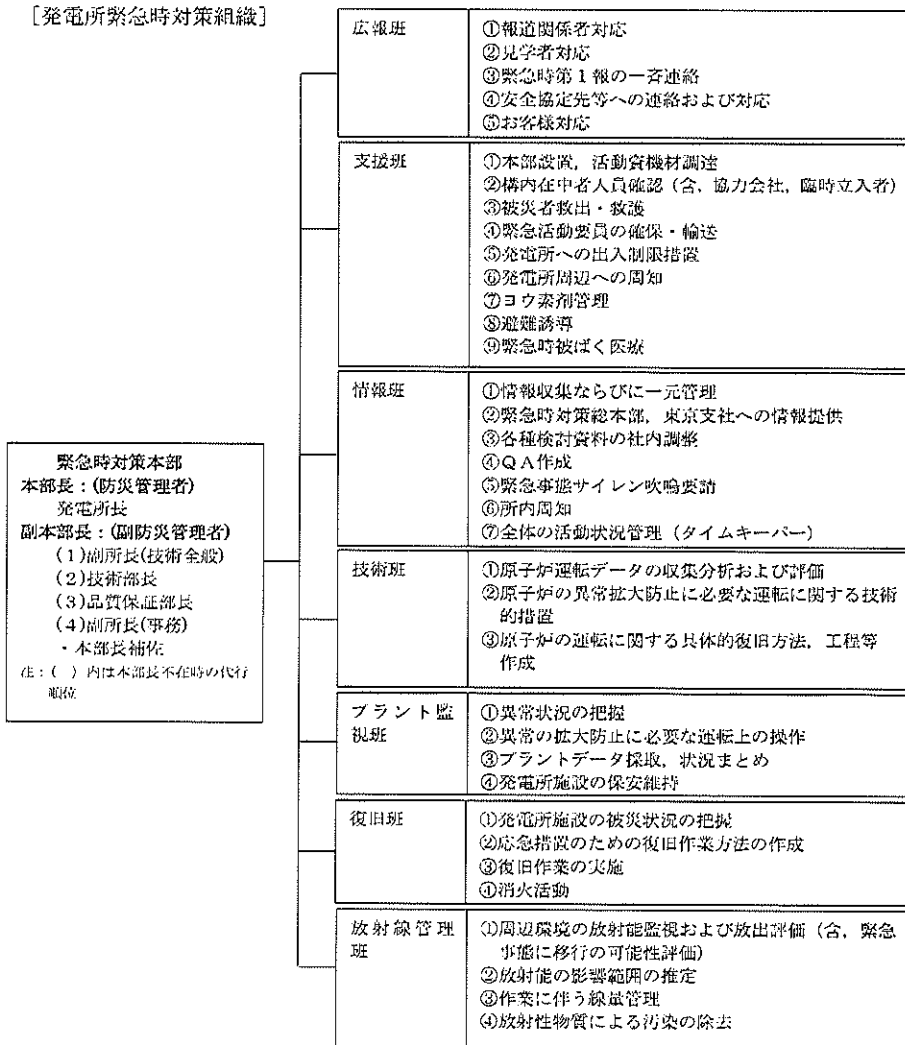 [発電所緊急時対策組織]
緊急時対策本部
本部長：(防災管理者)
発電所長
副本部長：(副防災管理者)
(1)副所長(技術全般)
(2)技術部長
(3)品質保証部長
(4)副所長(事務)
・本部長補佐
注：( ) 内は本部長不在時の代行
順位
広報班
①報道関係者対応
②見学者対応
③緊急時第１報の一斉連絡
④安全協定先等への連絡および対応
⑤お客様対応
支援班
①本部設置，活動資機材調達
②構内在中者人員確認（含，協力会社，臨時立入者）
③被災者救出・救護
④緊急活動要員の確保・輸送
⑤発電所への出入制限措置
⑥発電所周辺への周知
⑦ヨウ素剤管理
⑧避難誘導
⑨緊急時被ばく医療
情報班
①情報収集ならびに一元管理
②緊急時対策総本部，東京支社への情報提供
③各種検討資料の社内調整
④ＱＡ作成
⑤緊急事態サイレン吹鳴要請
⑥所内周知
⑦全体の活動状況管理（タイムキーパー）
技術班
①原子炉運転データの収集分析および評価
②原子炉の異常拡大防止に必要な運転に関する技術
的措置
③原子炉の運転に関する具体的復旧方法，工程等
作成
プラント監
視班
①異常状況の把握
②異常の拡大防止に必要な運転上の操作
③プラントデータ採取，状況まとめ
④発電所施設の保安維持
復旧班
①発電所施設の被災状況の把握
②応急措置のための復旧作業方法の作成
③復旧作業の実施
④消火活動
放射線管理
班
①周辺環境の放射能監視および放出評価（含，緊急
事態に移行の可能性評価）
②放射能の影響範囲の推定
③作業に伴う線量管理
④放射性物質による汚染の除去